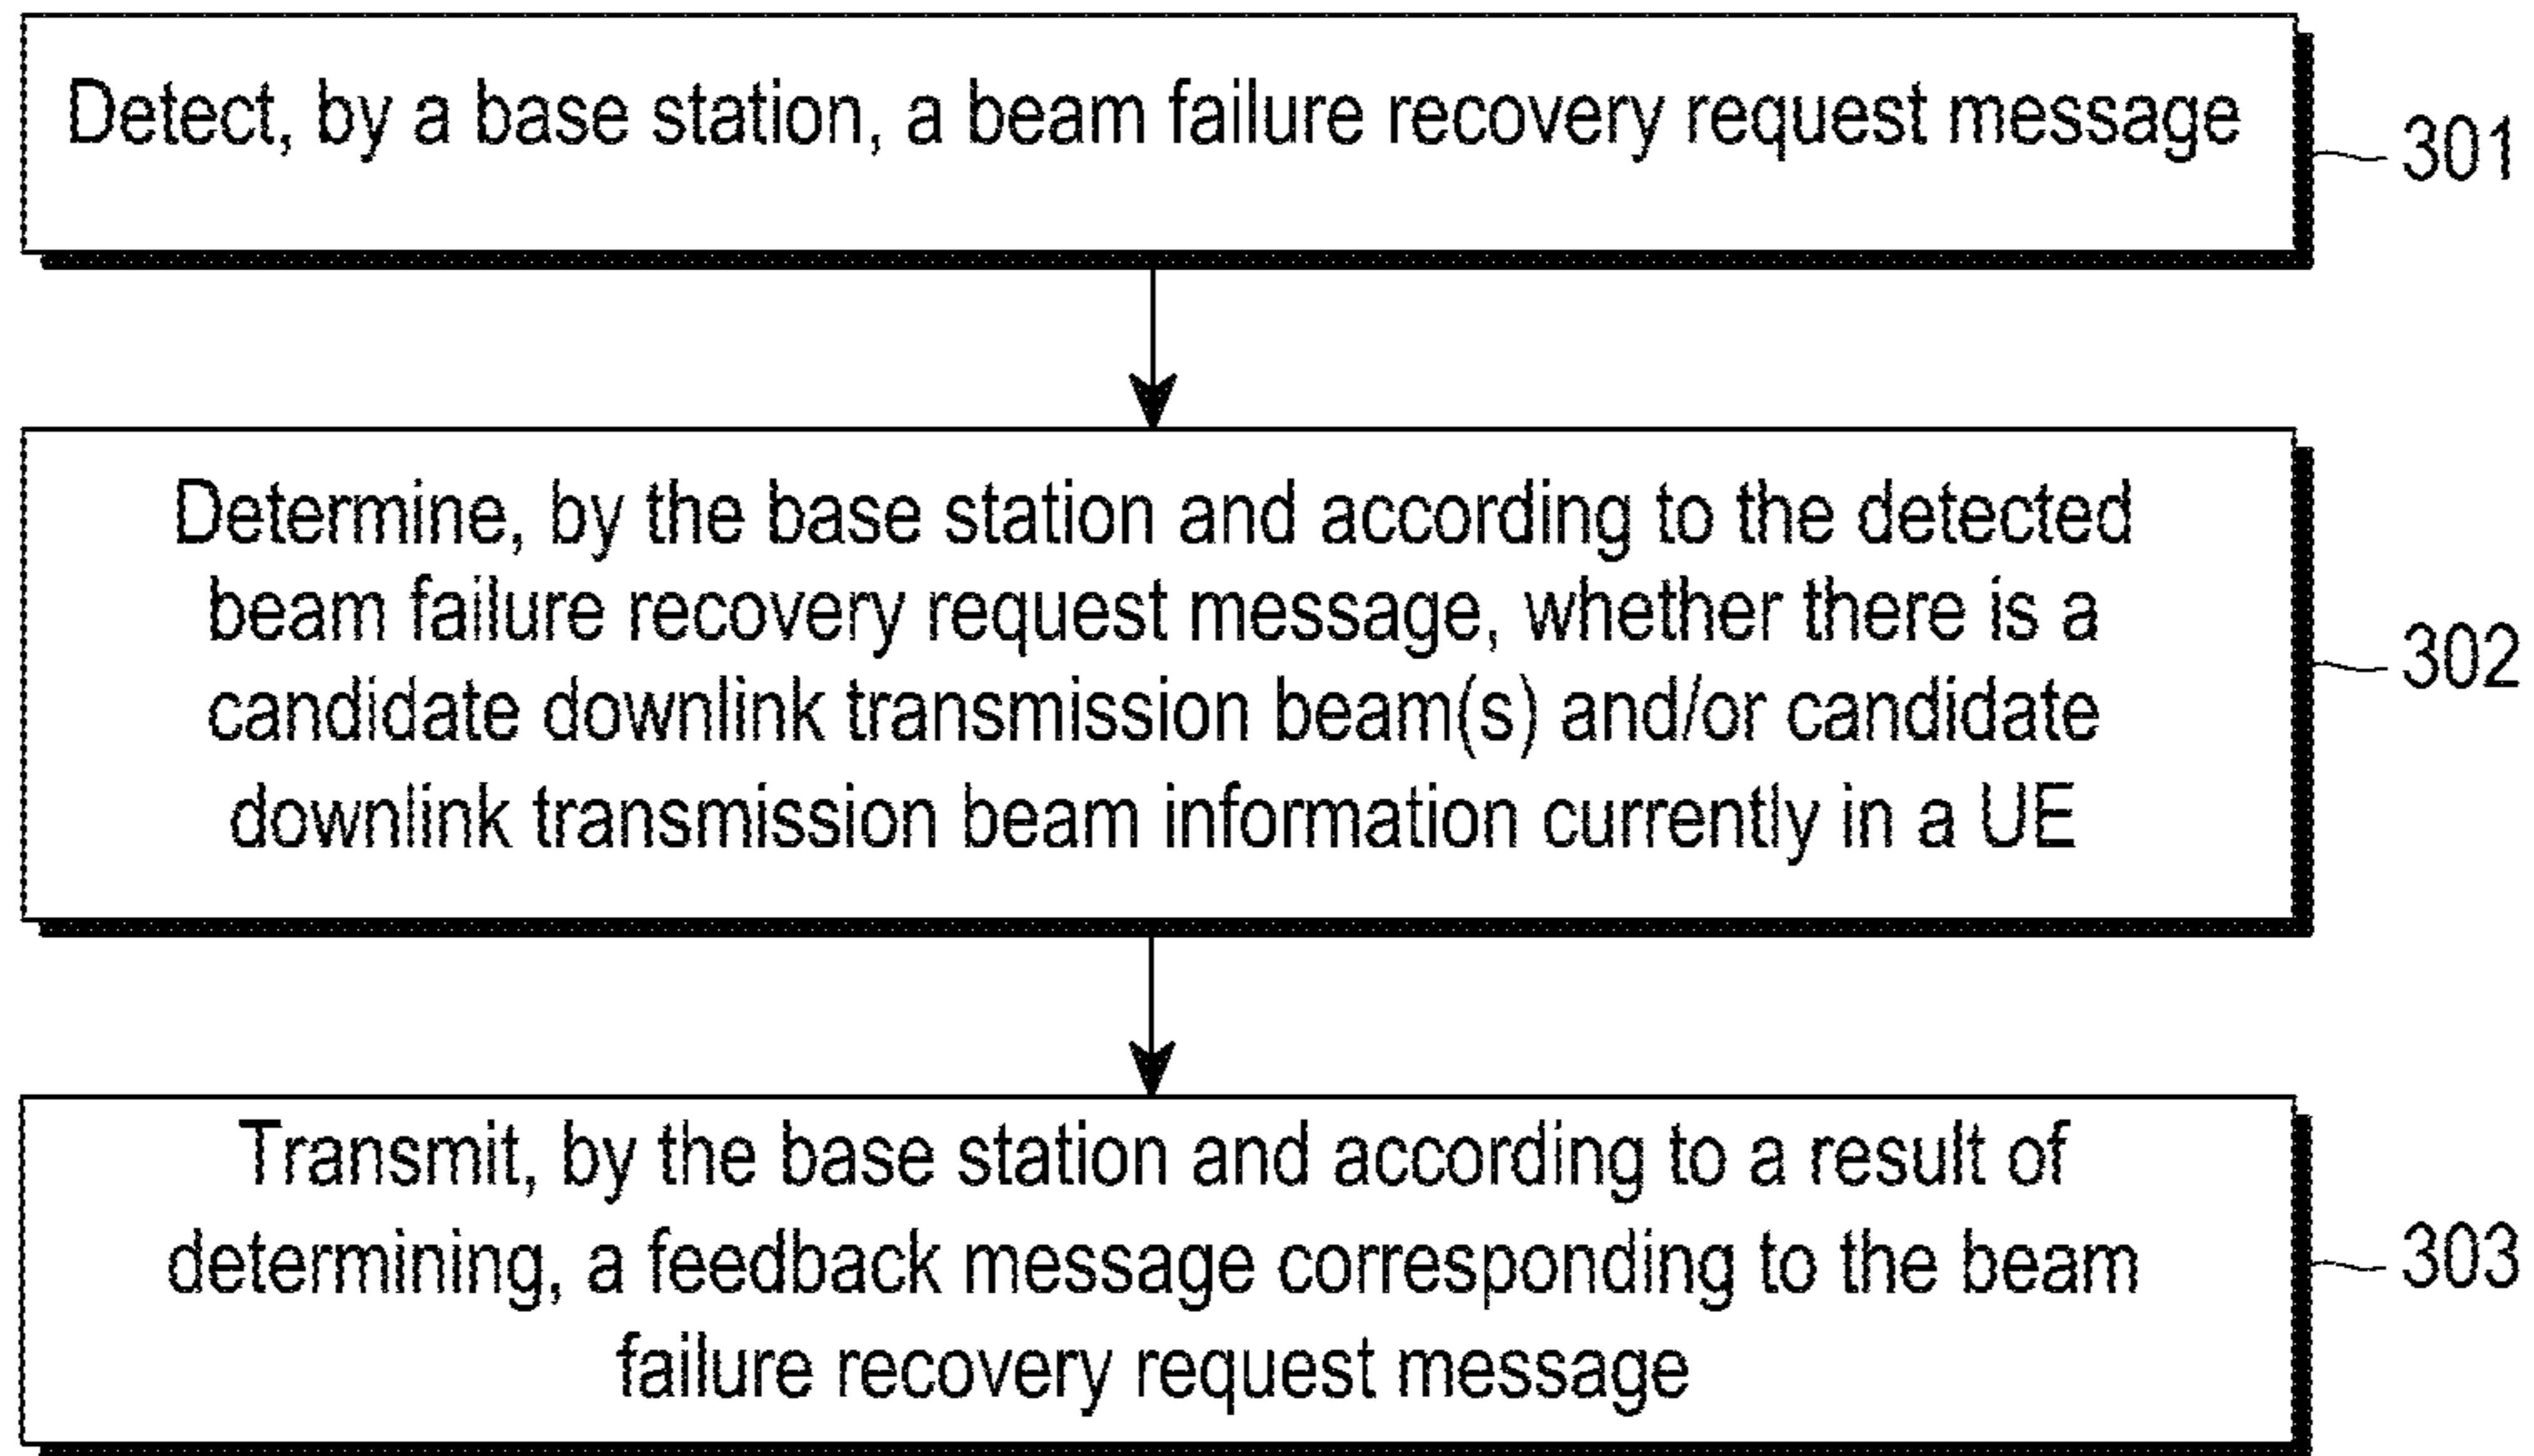 Detect, by a base station, a beam failure recovery request message
301
Determine, by the base station and according to the detected
beam failure recovery request message, whether there is a
candidate downlink transmission beam(s) and/or candidate
downlink transmission beam information currently in a UE
302
Transmit, by the base station and according to a result of
determining, a feedback message corresponding to the beam
failure recovery request message
303